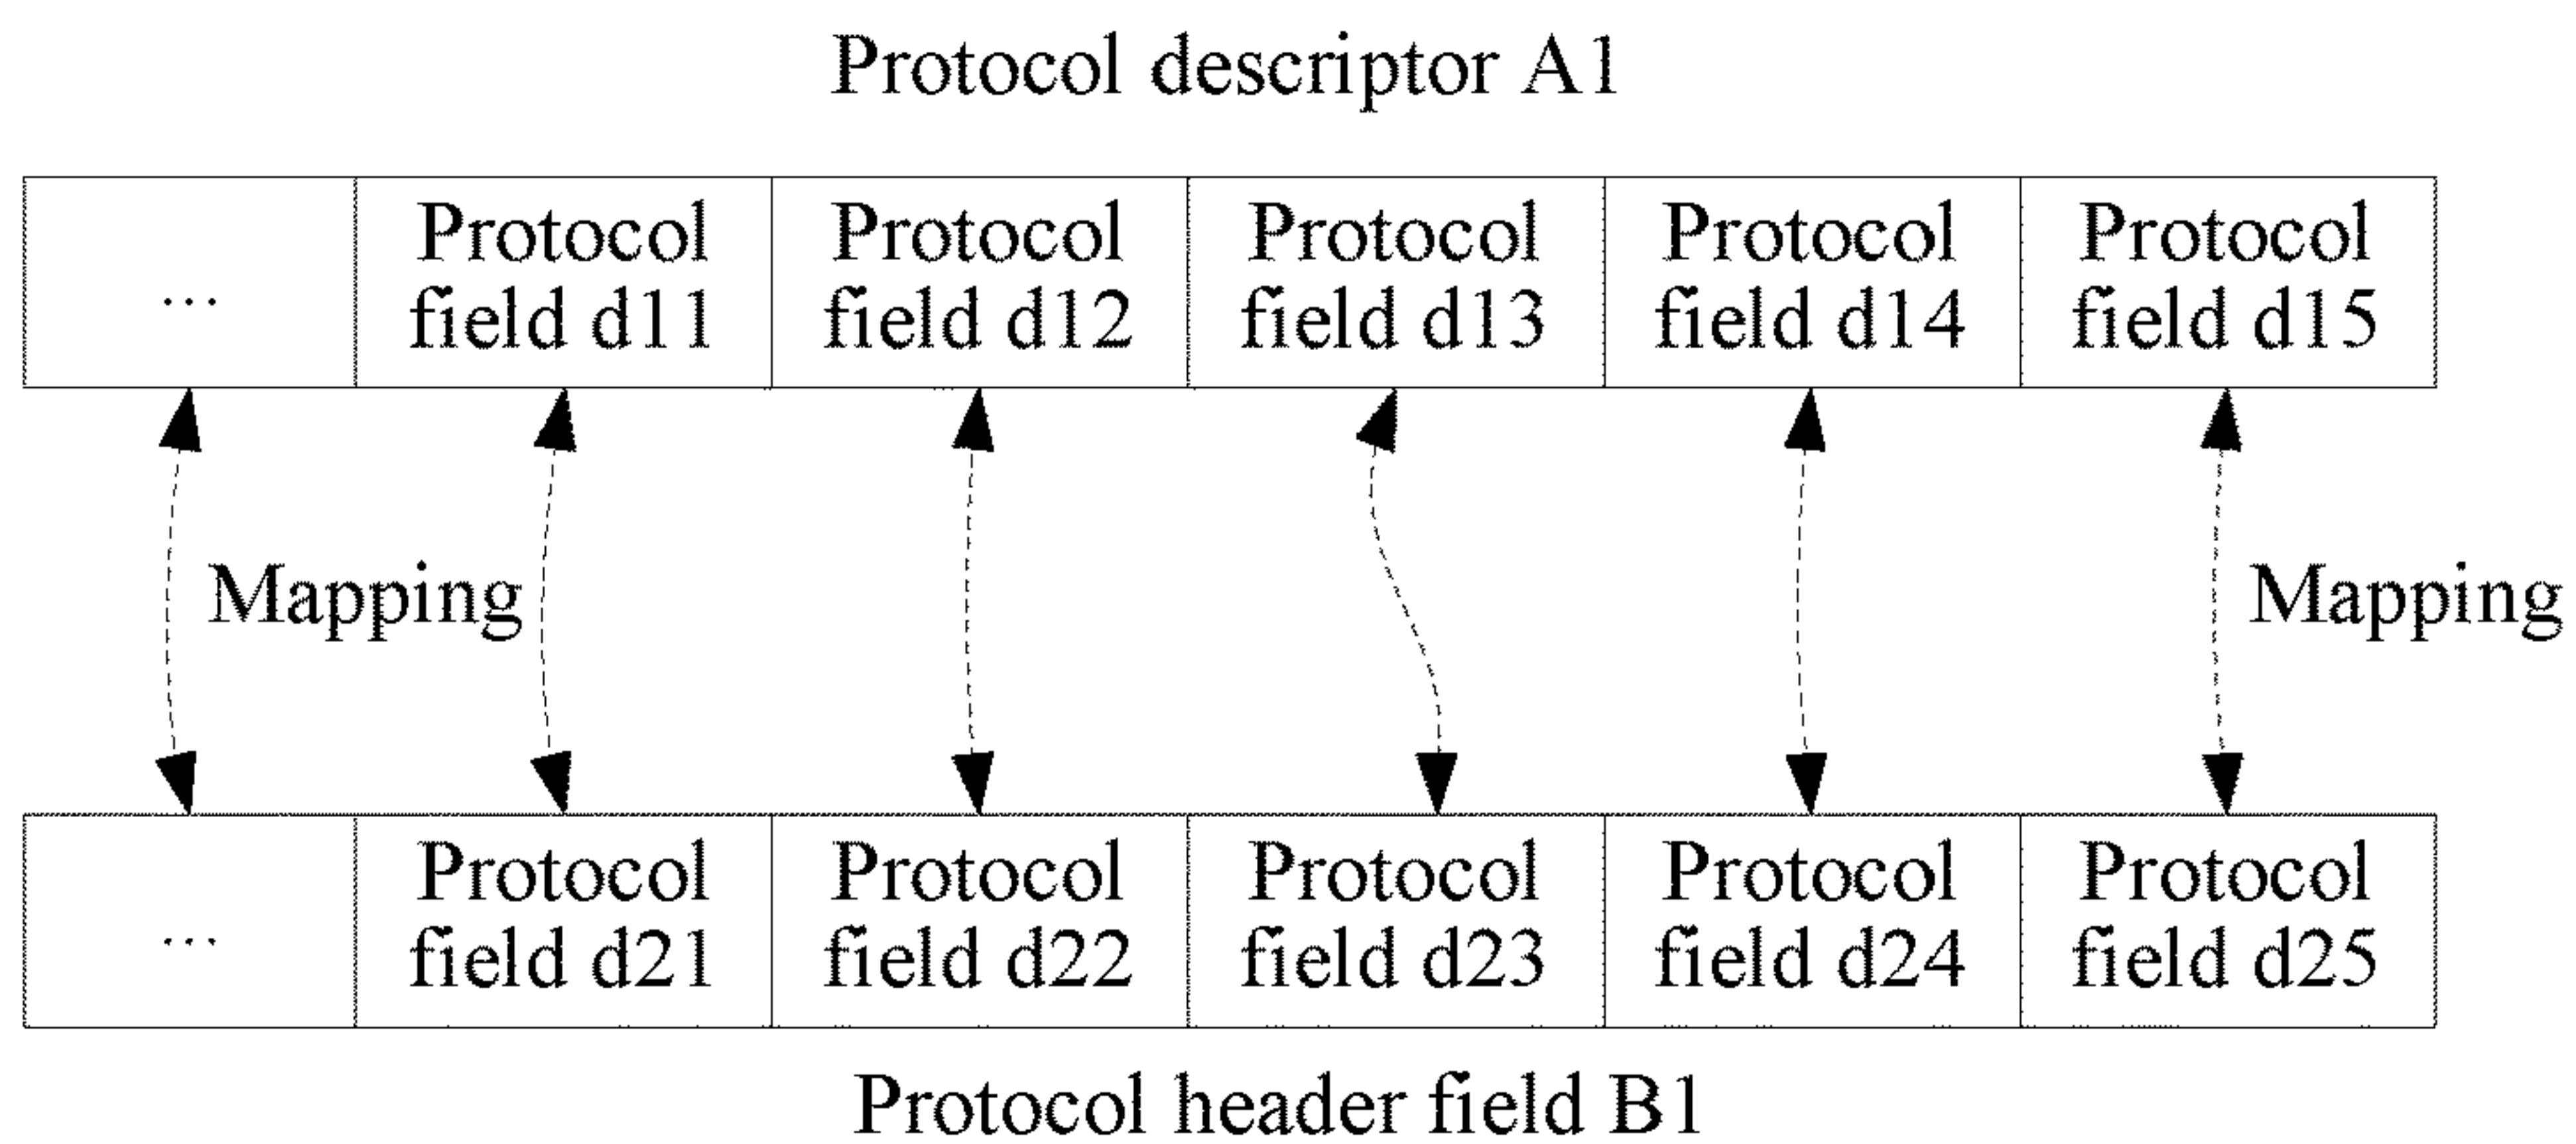 Protocol descriptor A1
...
Protocol
field d11
Protocol
field d12
Protocol
field d13
Protocol
field d14
Protocol
field d15
Mapping
Mapping
...
Protocol
field d21
Protocol
field d22
Protocol
field d23
Protocol
field d24
Protocol
field d25
Protocol header field B1